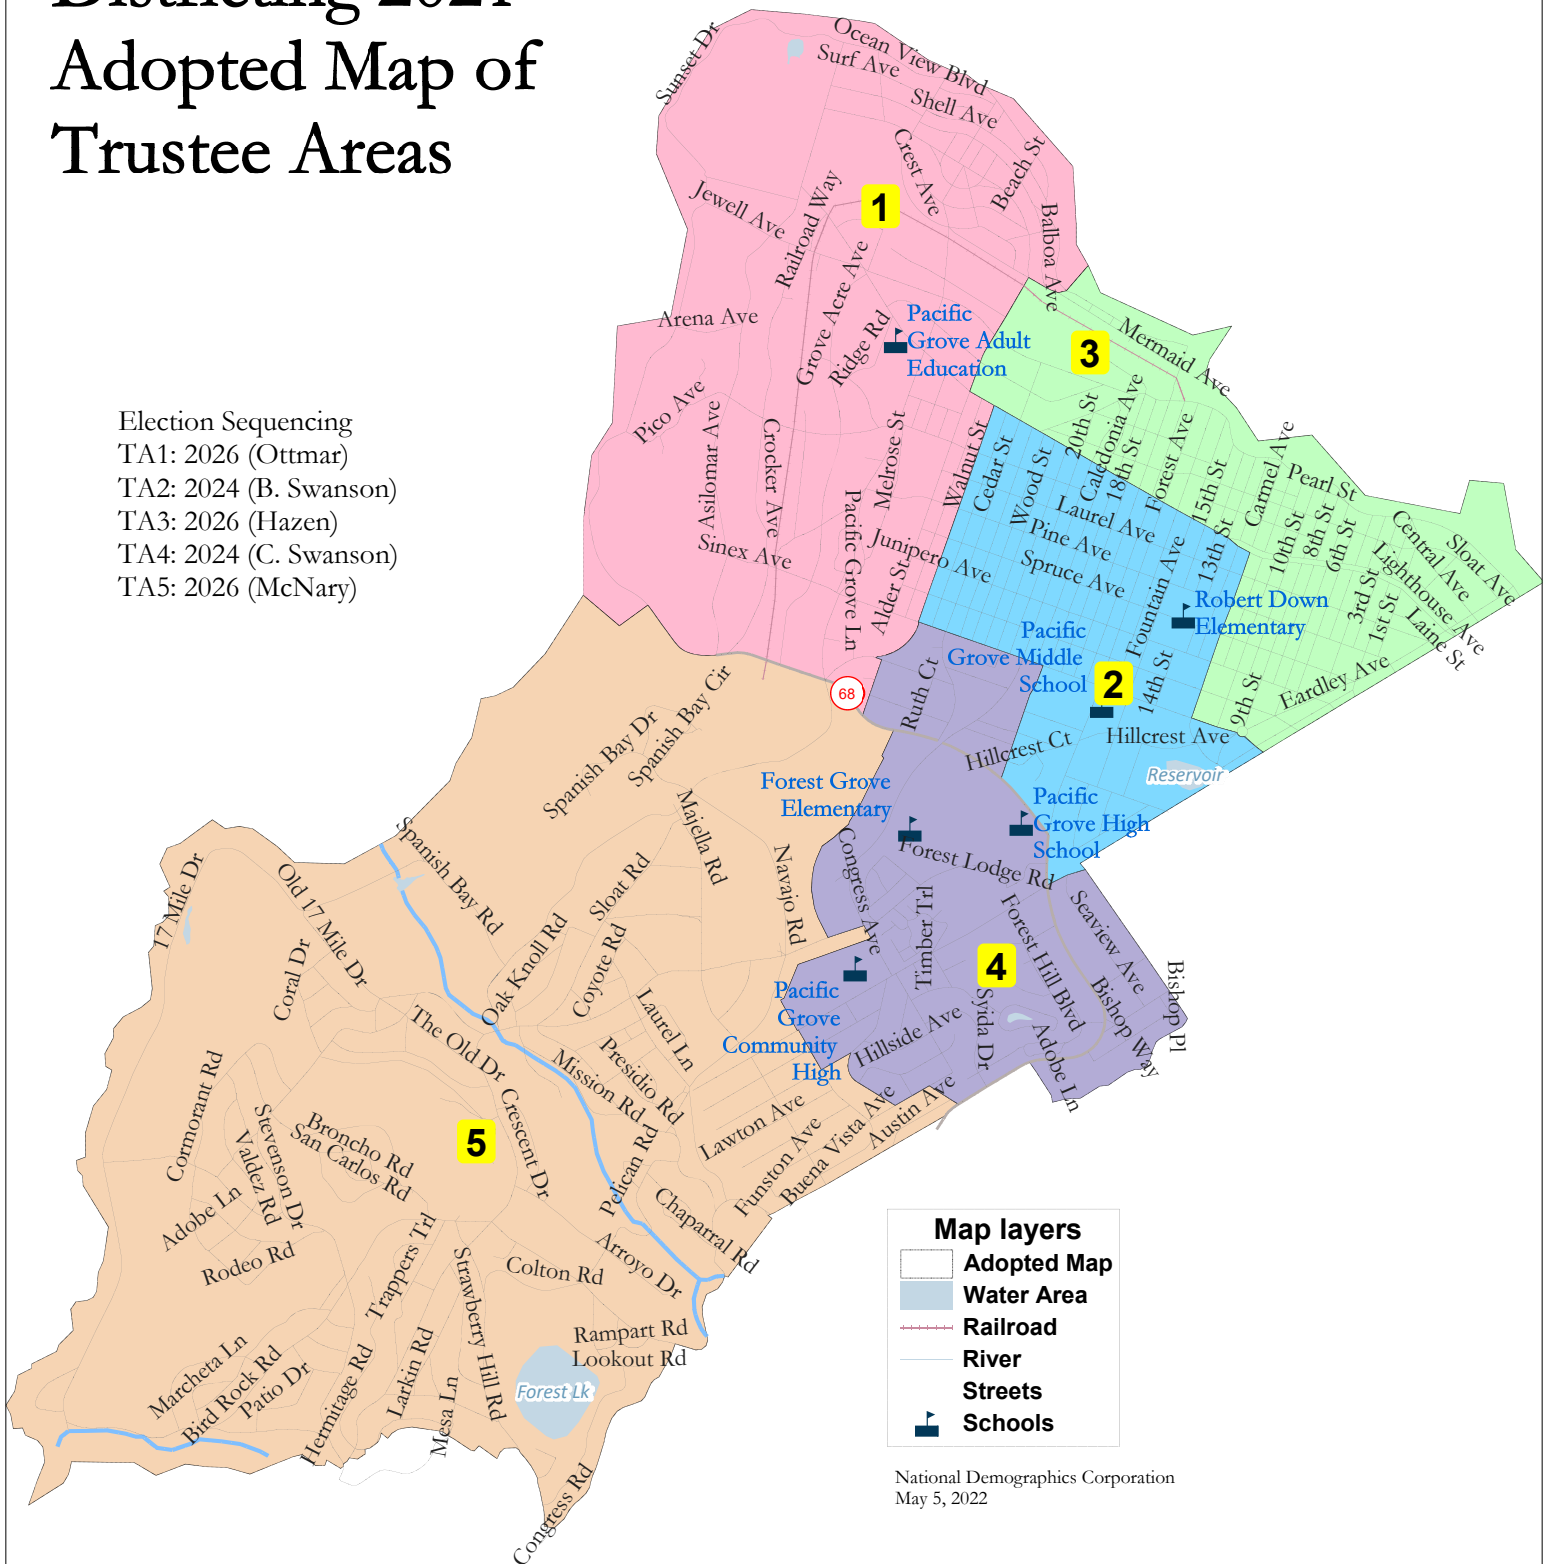 Districting 2021
Adopted Map of
Trustee Areas
Election Sequencing
TA1: 2026 (Ottmar)
TA2: 2024 (B. Swanson)
TA3: 2026 (Hazen)
TA4: 2024 (C. Swanson)
TA5: 2026 (McNary)
Sunset Dr
Ocean View Blvd
Surf Ave
Shell Ave
Crest Ave
Beach St
Jewell Ave
Railroad Way
1
Balboa Ave
Grove Acre Ave
Arena Ave
Ridge Rd
Pacific
Grove Adult
Education
3
Mermaid Ave
Pico Ave
Asilomar Ave
Crocker Ave
Melrose St
Walnut St
Cedar St
Wood St
20th St
Caledonia Ave
18th St
Forest Ave
15th St
Carmel Ave
Pearl St
Sinex Ave
Pacific Grove Ln
Junipero Ave
Alder St
Laurel Ave
Pine Ave
Spruce Ave
Fountain Ave
13th St
10th St
8th St
6th St
Central Ave
Sloat Ave
Lighthouse Ave
3rd St
1st St
Laine St
Robert Down
Elementary
Pacific
Grove Middle
School
2
14th St
9th St
Eardley Ave
68
Ruth Ct
Hillcrest Ct
Hillcrest Ave
Reservoir
Spanish Bay Dr
Spanish Bay Cir
Forest Grove
Elementary
Pacific
Grove High
School
Majella Rd
Navajo Rd
Congress Ave
Forest Lodge Rd
Spanish Bay Rd
17 Mile Dr
Old 17 Mile Dr
Sloat Rd
Timber Trl
Forest Hill Blvd
Seaview Ave
4
Coral Dr
Oak Knoll Rd
Coyote Rd
Pacific
Grove
Community
High
Syida Dr
Bishop Way
Bishop Pl
The Old Dr
Laurel Ln
Hillside Ave
Adobe Ln
Mission Rd
Presidio Rd
Cormorant Rd
Crescent Dr
Lawton Ave
Funston Ave
Buena Vista Ave
Austin Ave
Stevenson Dr
Valdez Rd
Broncho Rd
San Carlos Rd
5
Pelican Rd
Adobe Ln
Chaparral Rd
Rodeo Rd
Trappers Trl
Strawberry Hill Rd
Colton Rd
Arroyo Dr
Rampart Rd
Lookout Rd
Marcheta Ln
Bird Rock Rd
Patio Dr
Hermitage Rd
Larkin Rd
Mesa Ln
Forest Lk
Congress Rd
Map layers
Adopted Map
Water Area
Railroad
River
Streets
Schools
National Demographics Corporation
May 5, 2022